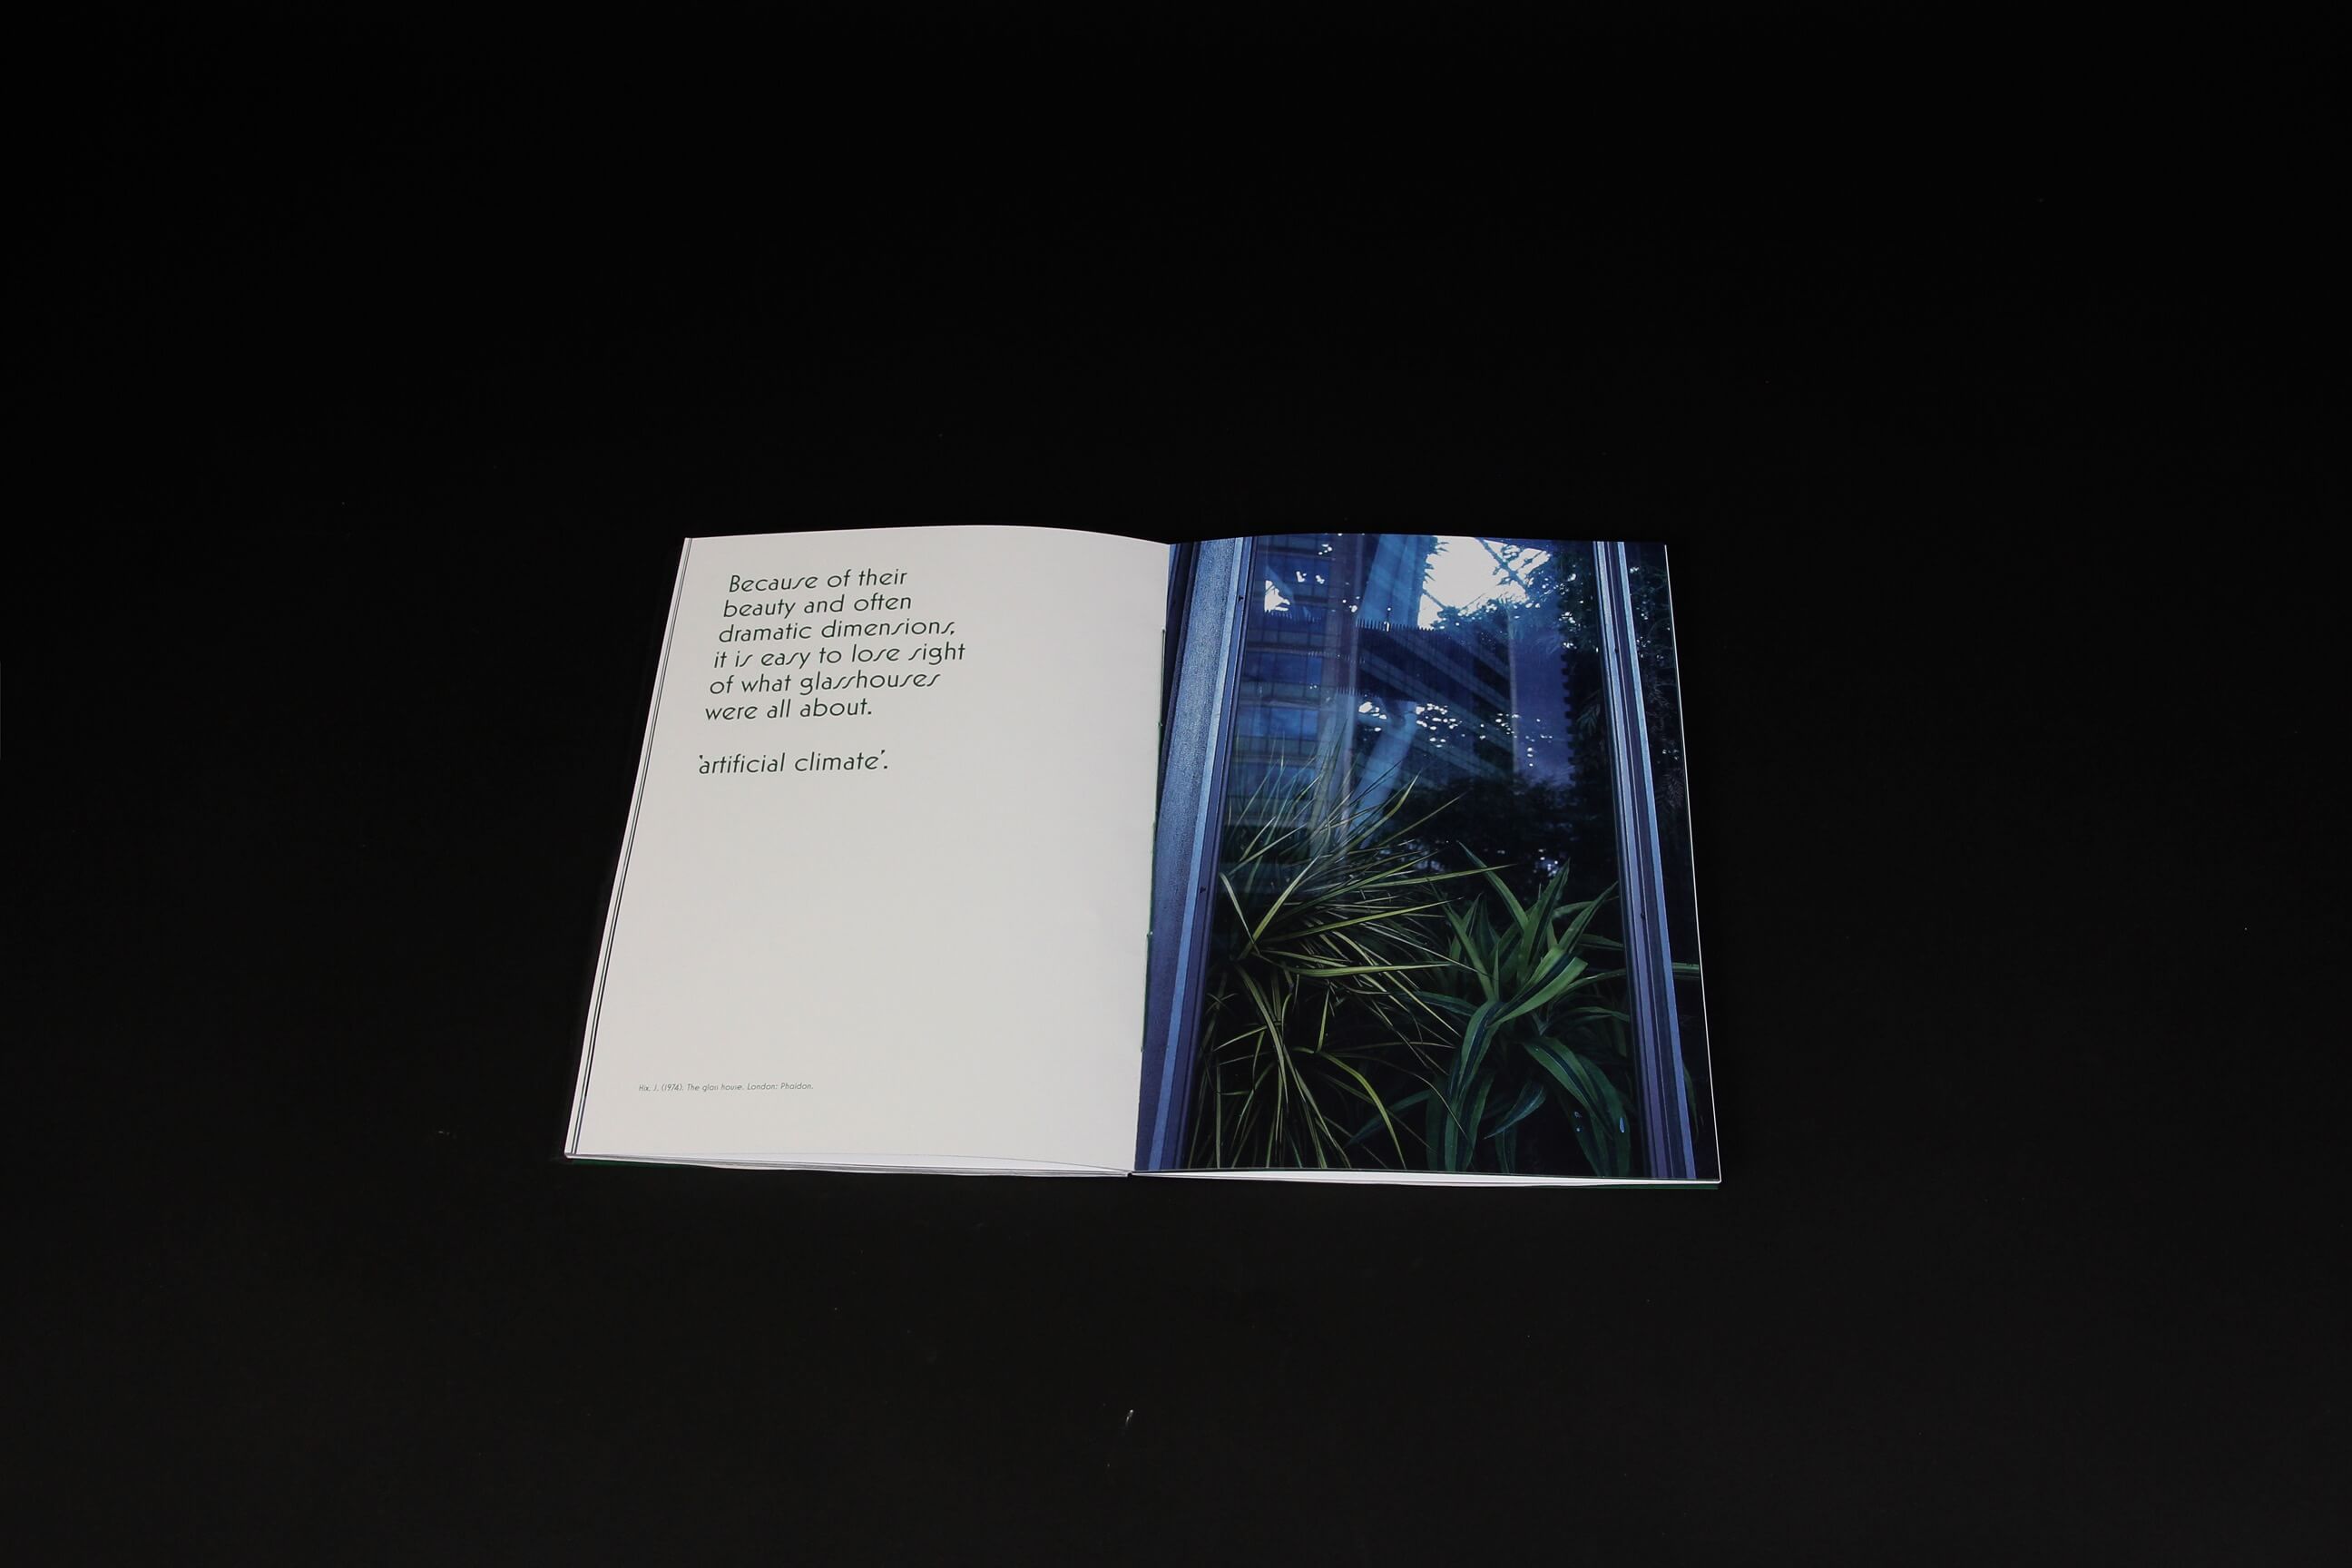 Because of their
beauty and often
dramatic dimensions,
it is easy to lose sight
of what glasshouses
were all about.
'artificial climate'.
Hix, J. (1974). The glass house. London: Phaidon.